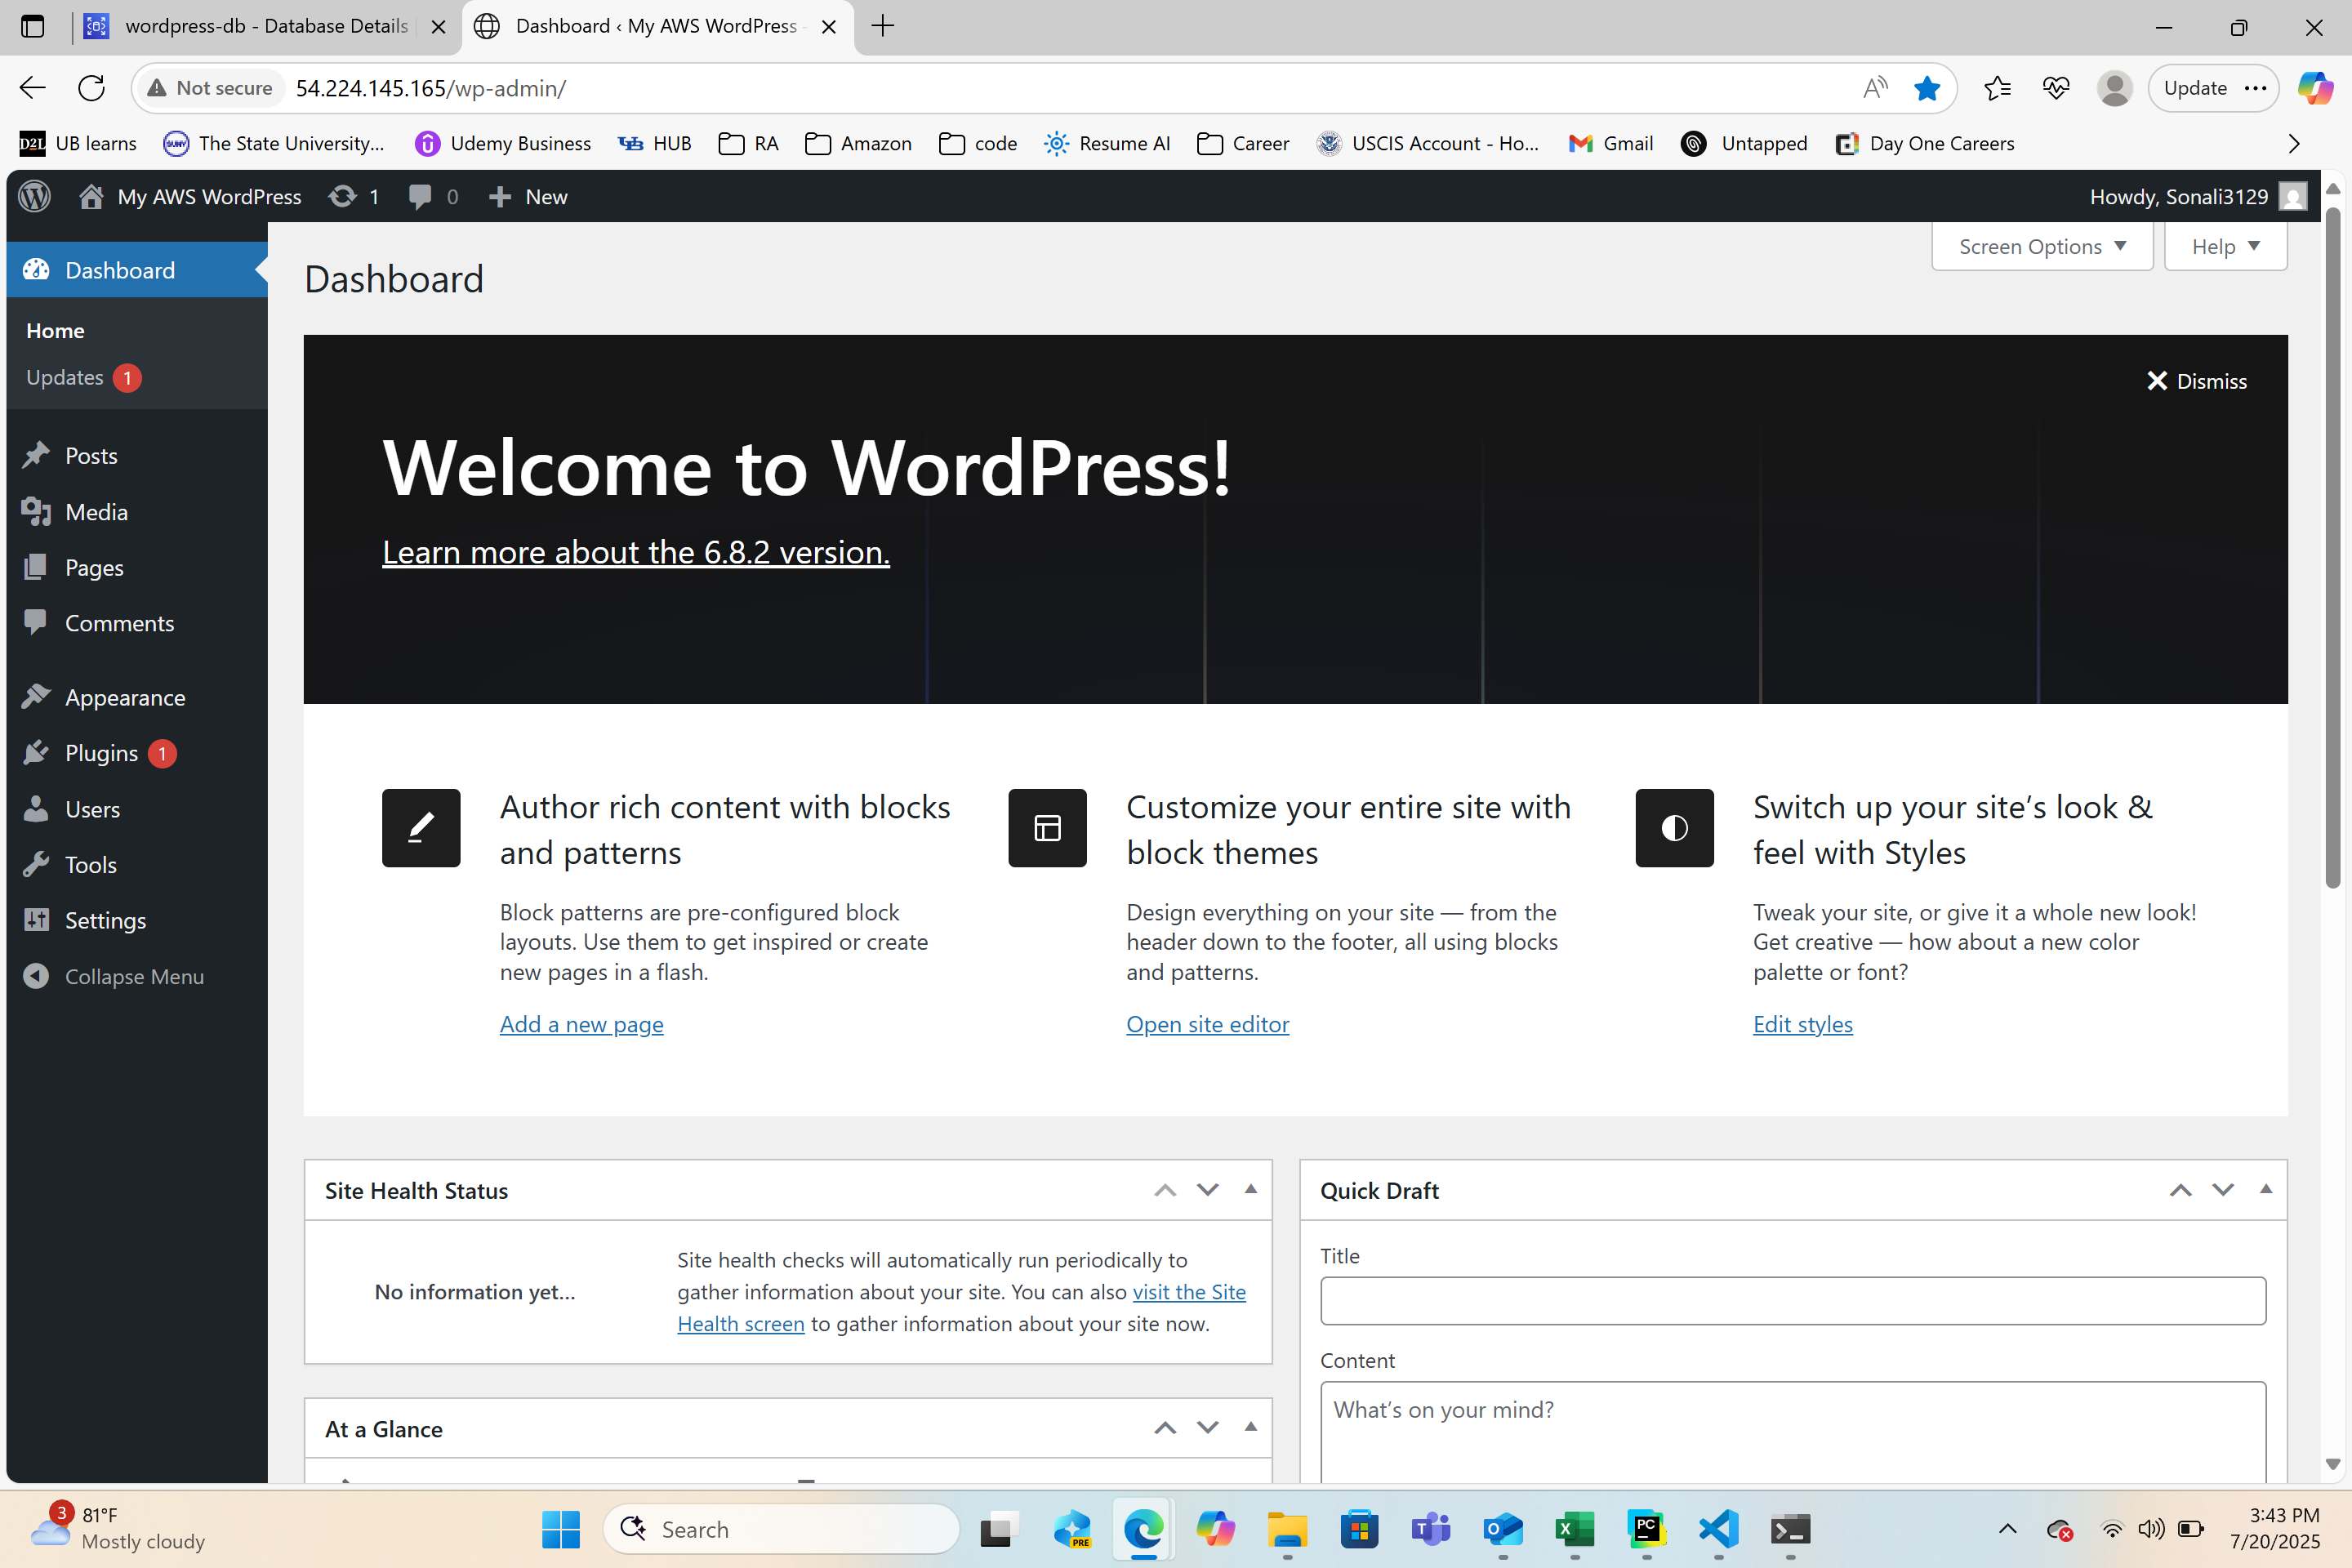 wordpress-db - Database Details
Dashboard ‹ My AWS WordPress -
Not secure
54.224.145.165/wp-admin/
Update
D2L UB learns
The State University...
Udemy Business
UB HUB
RA
Amazon
code
Resume AI
Career
USCIS Account - Ho...
Gmail
Untapped
Day One Careers
My AWS WordPress
1
0
New
Howdy, Sonali3129
Screen Options
Help
Dashboard
Home
Updates 1
Posts
Media
Pages
Comments
Appearance
Plugins 1
Users
Tools
Settings
Collapse Menu
Dashboard
Dismiss
Welcome to WordPress!
Learn more about the 6.8.2 version.
Author rich content with blocks
and patterns
Block patterns are pre-configured block
layouts. Use them to get inspired or create
new pages in a flash.
Add a new page
Customize your entire site with
block themes
Design everything on your site — from the
header down to the footer, all using blocks
and patterns.
Open site editor
Switch up your site’s look &
feel with Styles
Tweak your site, or give it a whole new look!
Get creative — how about a new color
palette or font?
Edit styles
Site Health Status
No information yet…
Site health checks will automatically run periodically to
gather information about your site. You can also visit the Site
Health screen to gather information about your site now.
At a Glance
Quick Draft
Title
Content
What’s on your mind?
3
81°F
Mostly cloudy
Search
PRE
PC
3:43 PM
7/20/2025